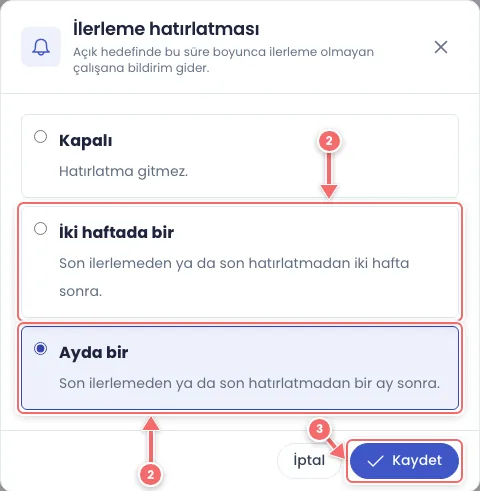 İlerleme hatırlatması
Açık hedefinde bu süre boyunca ilerleme olmayan
çalışana bildirim gider.
Kapalı
2
Hatırlatma gitmez.
İki haftada bir
Son ilerlemeden ya da son hatırlatmadan iki hafta
sonra.
Ayda bir
Son ilerlemeden ya da son hatırlatmadan bir ay sonra.
3
2
İptal
Kaydet